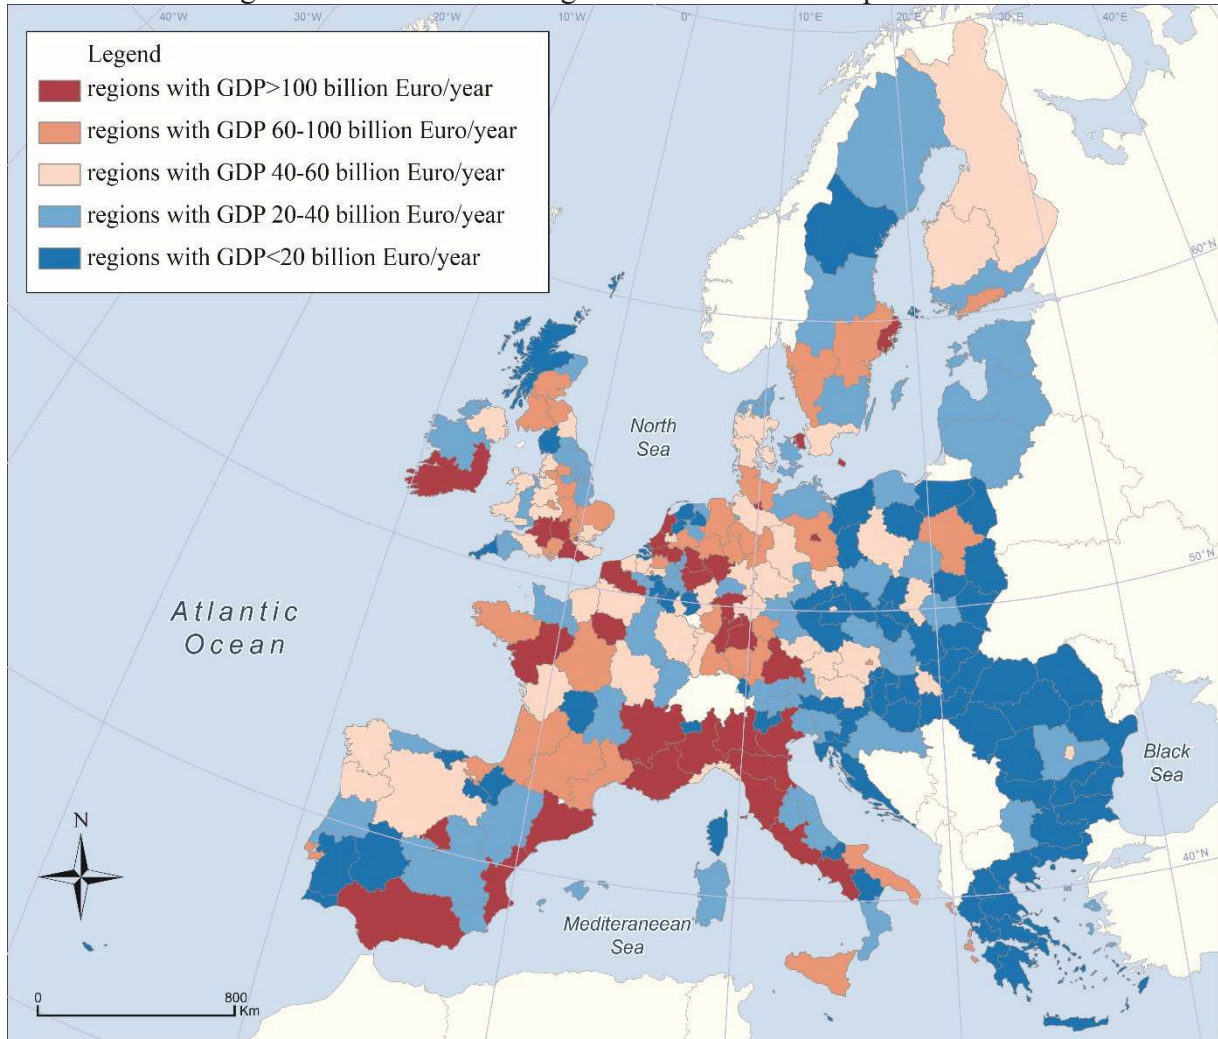 40°W
30°W
20°W
10°W
0°
10°E
20°E
30°E
40°E
Legend
regions with GDP>100 billion Euro/year
regions with GDP 60-100 billion Euro/year
regions with GDP 40-60 billion Euro/year
regions with GDP 20-40 billion Euro/year
regions with GDP<20 billion Euro/year
60°N
North
Sea
50°N
Atlantic
Ocean
Black
Sea
N
40°N
Mediteraneean
Sea
0
800
Km